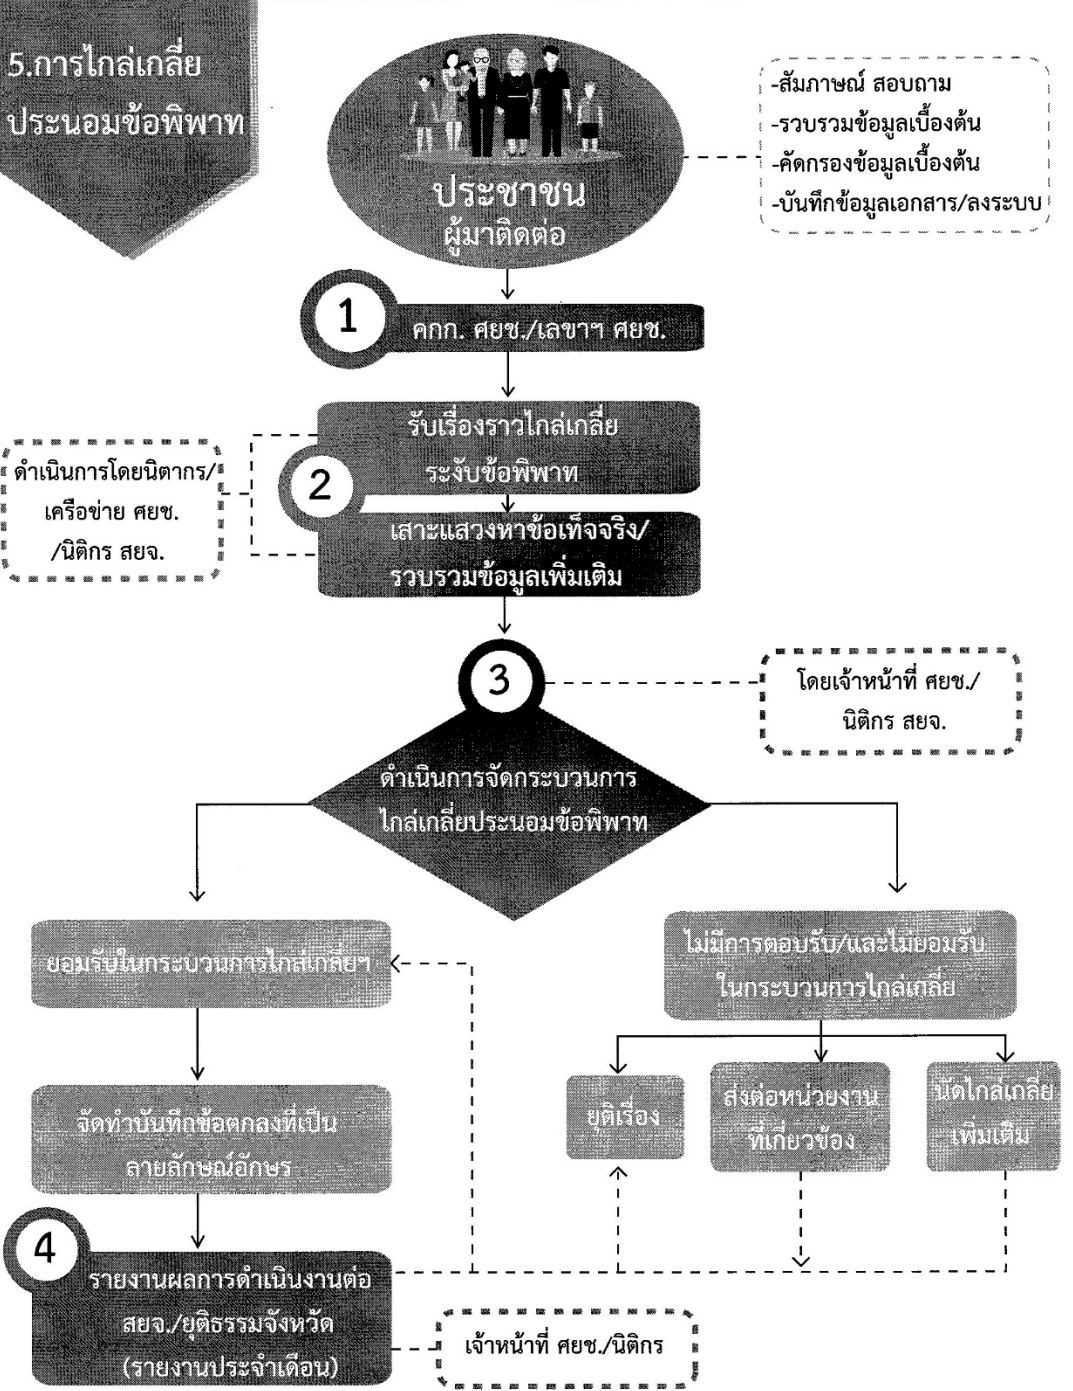 5.การไกล่เกลี่ย
ประนอมข้อพิพาท
ประชาชน
ผู้มาติดต่อ
-สัมภาษณ์ สอบถาม
-รวบรวมข้อมูลเบื้องต้น
-คัดกรองข้อมูลเบื้องต้น
-บันทึกข้อมูลเอกสาร/ลงระบบ
1
คกก. ศยช./เลขาฯ ศยช.
รับเรื่องราวไกล่เกลี่ย
ระงับข้อพิพาท
2
ดำเนินการโดยนิตากร/
เครือข่าย ศยช.
/นิติกร สยจ.
เสาะแสวงหาข้อเท็จจริง/
รวบรวมข้อมูลเพิ่มเติม
3
โดยเจ้าหน้าที่ ศยช./
นิติกร สยจ.
ดำเนินการจัดกระบวนการ
ไกล่เกลี่ยประนอมข้อพิพาท
ยอมรับในกระบวนการไกล่เกลี่ยฯ
ไม่มีการตอบรับ/และไม่ยอมรับ
ในกระบวนการไกล่เกลี่ย
จัดทำบันทึกข้อตกลงที่เป็น
ลายลักษณ์อักษร
ยุติเรื่อง
ส่งต่อหน่วยงาน
ที่เกี่ยวข้อง
นัดไกล่เกลี่ย
เพิ่มเติม
4
รายงานผลการดำเนินงานต่อ
สยจ./ยุติธรรมจังหวัด
(รายงานประจำเดือน)
เจ้าหน้าที่ ศยช./นิติกร